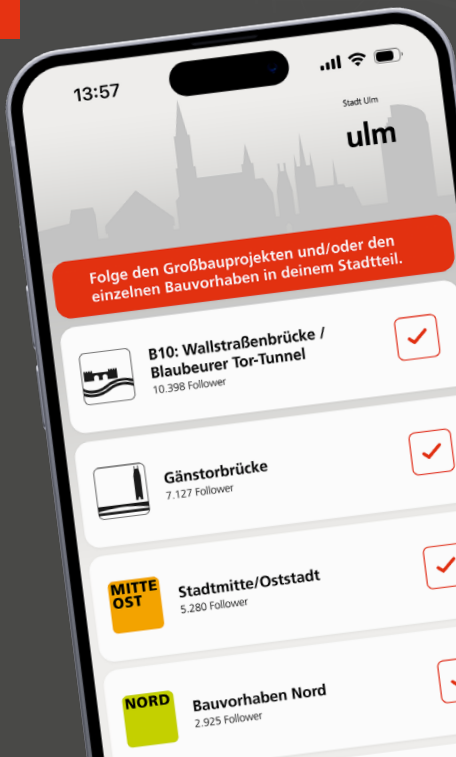 13:57
Stadt Ulm
ulm
Folge den Großbauprojekten und/oder den
einzelnen Bauvorhaben in deinem Stadtteil.
B10: Wallstraßenbrücke /
Blaubeurer Tor-Tunnel
10.398 Follower
Gänstorbrücke
7.127 Follower
MITTE
OST
Stadtmitte/Oststadt
5.280 Follower
NORD
Bauvorhaben Nord
2.925 Follower